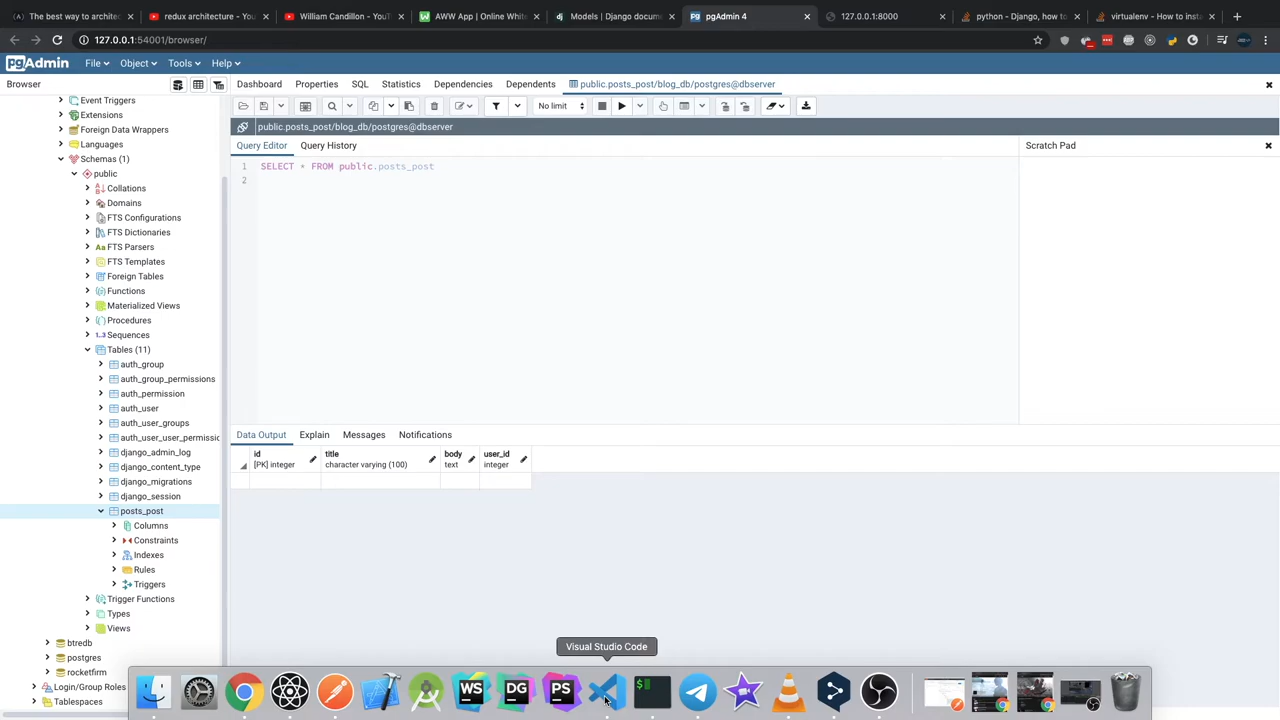 The best way to architec
redux architecture - You
William Candillon - YouT
AWW App | Online White
Models | Django docume
pgAdmin 4
127.0.0.1:8000
python - Django, how to
virtualenv - How to insta
127.0.0.1:54001/browser/
pgAdmin
File
Object
Tools
Help
Browser
Dashboard
Properties
SQL
Statistics
Dependencies
Dependents
public.posts_post/blog_db/postgres@dbserver
No limit
public.posts_post/blog_db/postgres@dbserver
Query Editor
Query History
Scratch Pad
1 SELECT * FROM public.posts_post
2
Event Triggers
Extensions
Foreign Data Wrappers
Languages
Schemas (1)
public
Collations
Domains
FTS Configurations
FTS Dictionaries
FTS Parsers
FTS Templates
Foreign Tables
Functions
Materialized Views
Procedures
Sequences
Tables (11)
auth_group
auth_group_permissions
auth_permission
auth_user
auth_user_groups
auth_user_user_permissic
django_admin_log
django_content_type
django_migrations
django_session
posts_post
Columns
Constraints
Indexes
Rules
Triggers
Trigger Functions
Types
Views
btredb
postgres
rocketfirm
Login/Group Roles
Tablespaces
Data Output
Explain
Messages
Notifications
id
[PK] integer
title
character varying (100)
body
text
user_id
integer
Visual Studio Code
WS
DG
PS